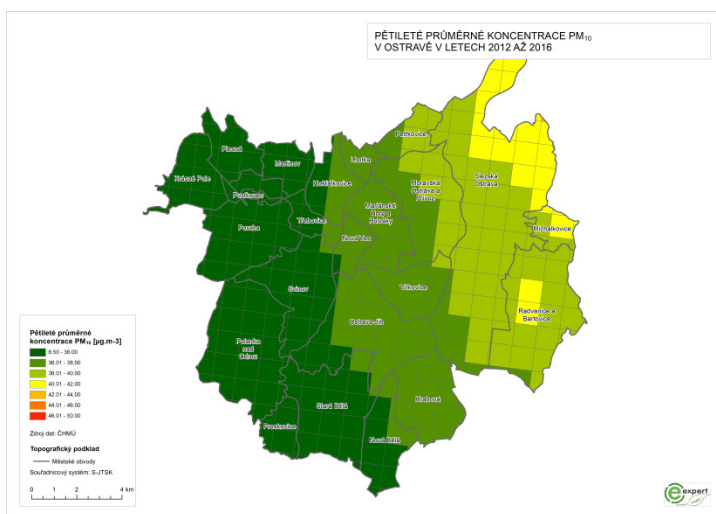 PĚTILETÉ PRŮMĚRNÉ KONCENTRACE PM₁₀
V OSTRAVĚ V LETECH 2012 AŽ 2016
Petřkovice
Plesná
Lhotka
Martinov
Slezská
Ostrava
Krásné Pole
Hošťálkovice
Moravská
Ostrava a
Přívoz
Pustkovec
Mariánské
Hory a
Hulváky
Třebovice
Poruba
Michálkovice
Nová Ves
Svinov
Vítkovice
Radvanice a
Bartovice
Ostrava-Jih
Polanka
nad
Odrou
Hrabová
Stará Bělá
Proskovice
Nová Bělá
Pětileté průměrné
koncentrace PM₁₀ [µg.m-3]
8.50 - 36.00
36.01 - 38.00
38.01 - 40.00
40.01 - 42.00
42.01 - 44.00
44.01 - 46.00
46.01 - 50.00
Zdroj dat: ČHMÚ
Topografický podklad
Městské obvody
Souřadnicový systém: S-JTSK
0 1 2 4 km
expert